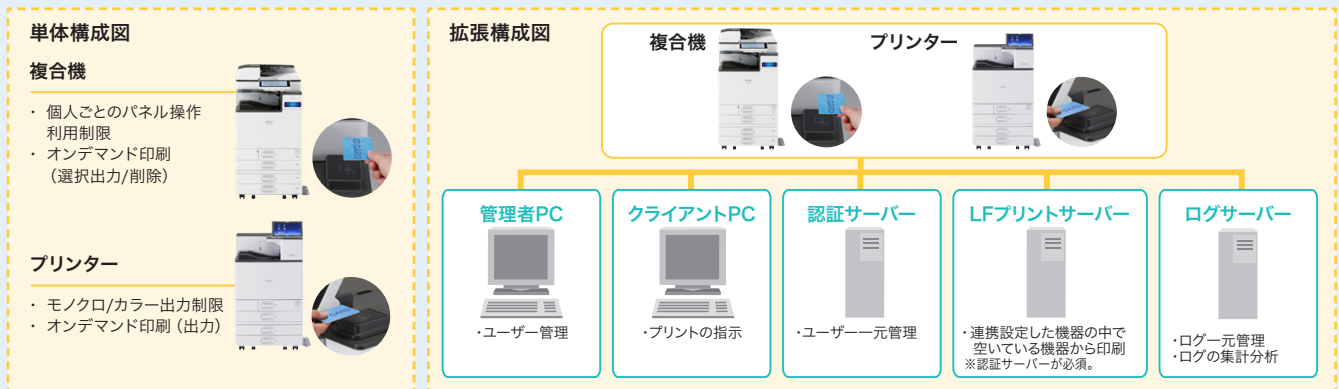 単体構成図
複合機
・ 個人ごとのパネル操作
利用制限
・ オンデマンド印刷
（選択出力/削除）
プリンター
・ モノクロ/カラー出力制限
・ オンデマンド印刷（出力）
拡張構成図
複合機
プリンター
管理者PC
・ユーザー管理
クライアントPC
・プリントの指示
認証サーバー
・ユーザー一元管理
LFプリントサーバー
・連携設定した機器の中で
空いている機器から印刷
※認証サーバーが必須。
ログサーバー
・ログ一元管理
・ログの集計分析